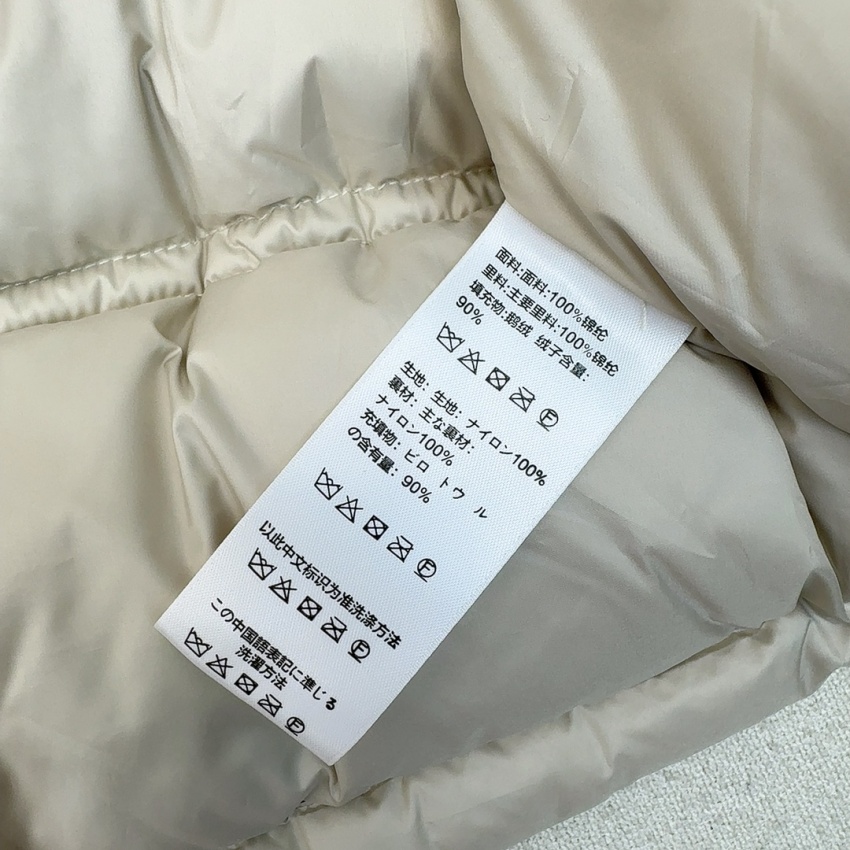 面料:面料:100%锦纶
里料:主要里料:100%锦纶
填充物:鹅绒 绒子含量:
90%
F
生地: 生地: ナイロン100%
裏材: 主な裏材:
ナイロン100%
充填物: ビロ トウ ル
の含有量: 90%
F
以此中文标识为准洗涤方法
F
この中国語表記に準じる
洗濯方法
F